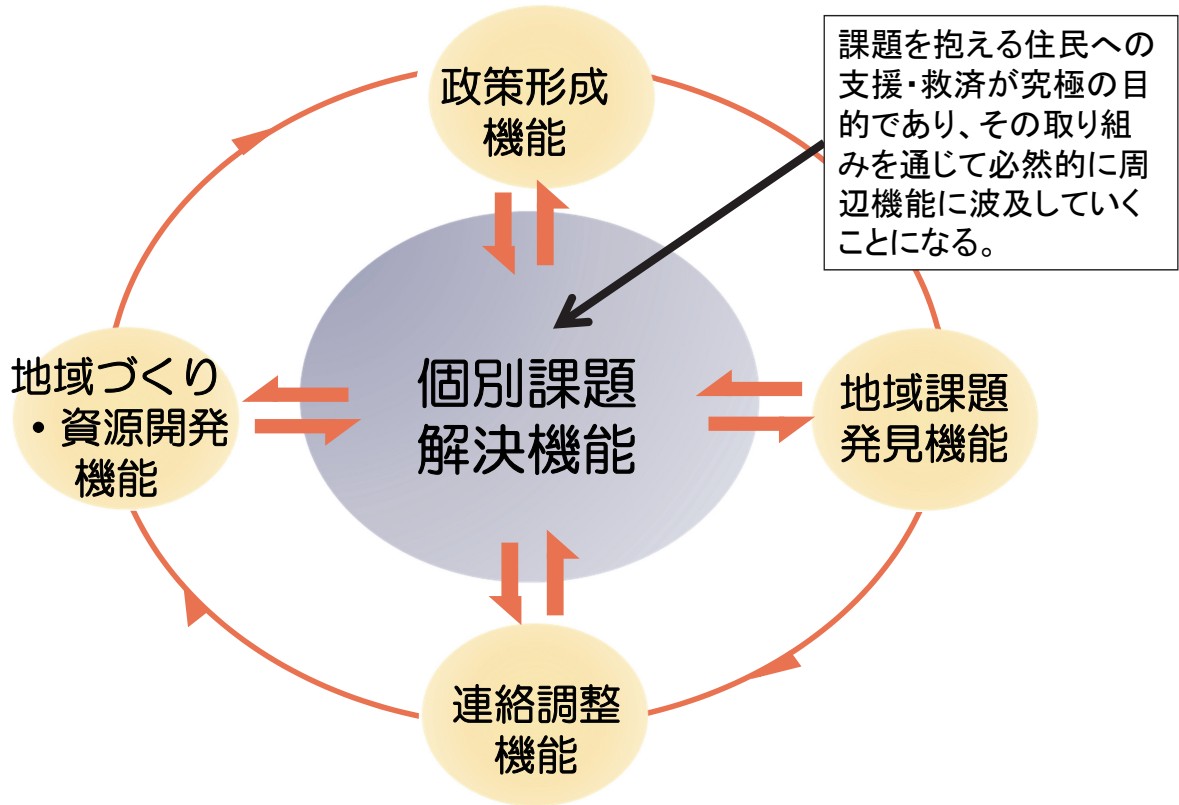 政策形成
機能
課題を抱える住民への
支援・救済が究極の目
的であり、その取り組
みを通じて必然的に周
辺機能に波及していく
ことになる。
地域づくり
・資源開発
機能
個別課題
解決機能
地域課題
発見機能
連絡調整
機能